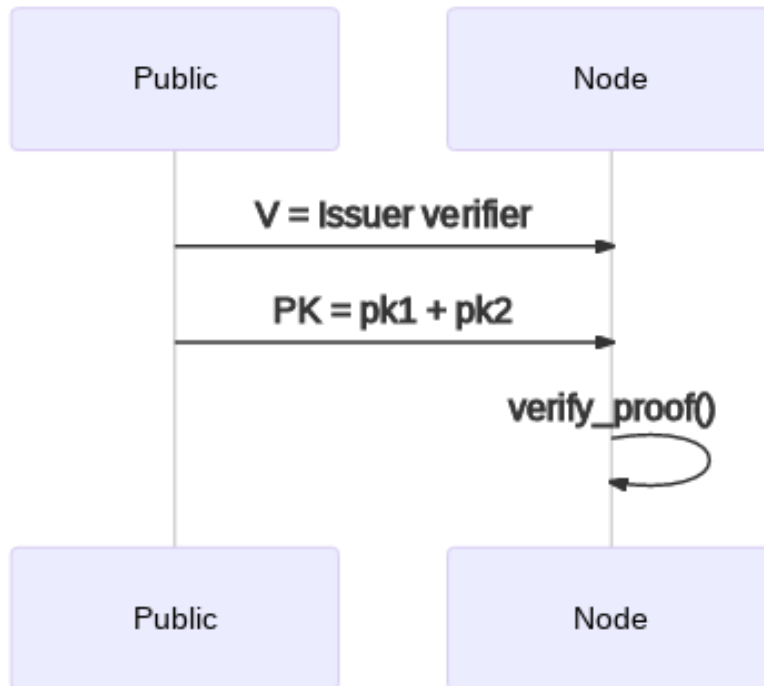 Public
Node
V = Issuer verifier
PK = pk1 + pk2
verify_proof()
Public
Node